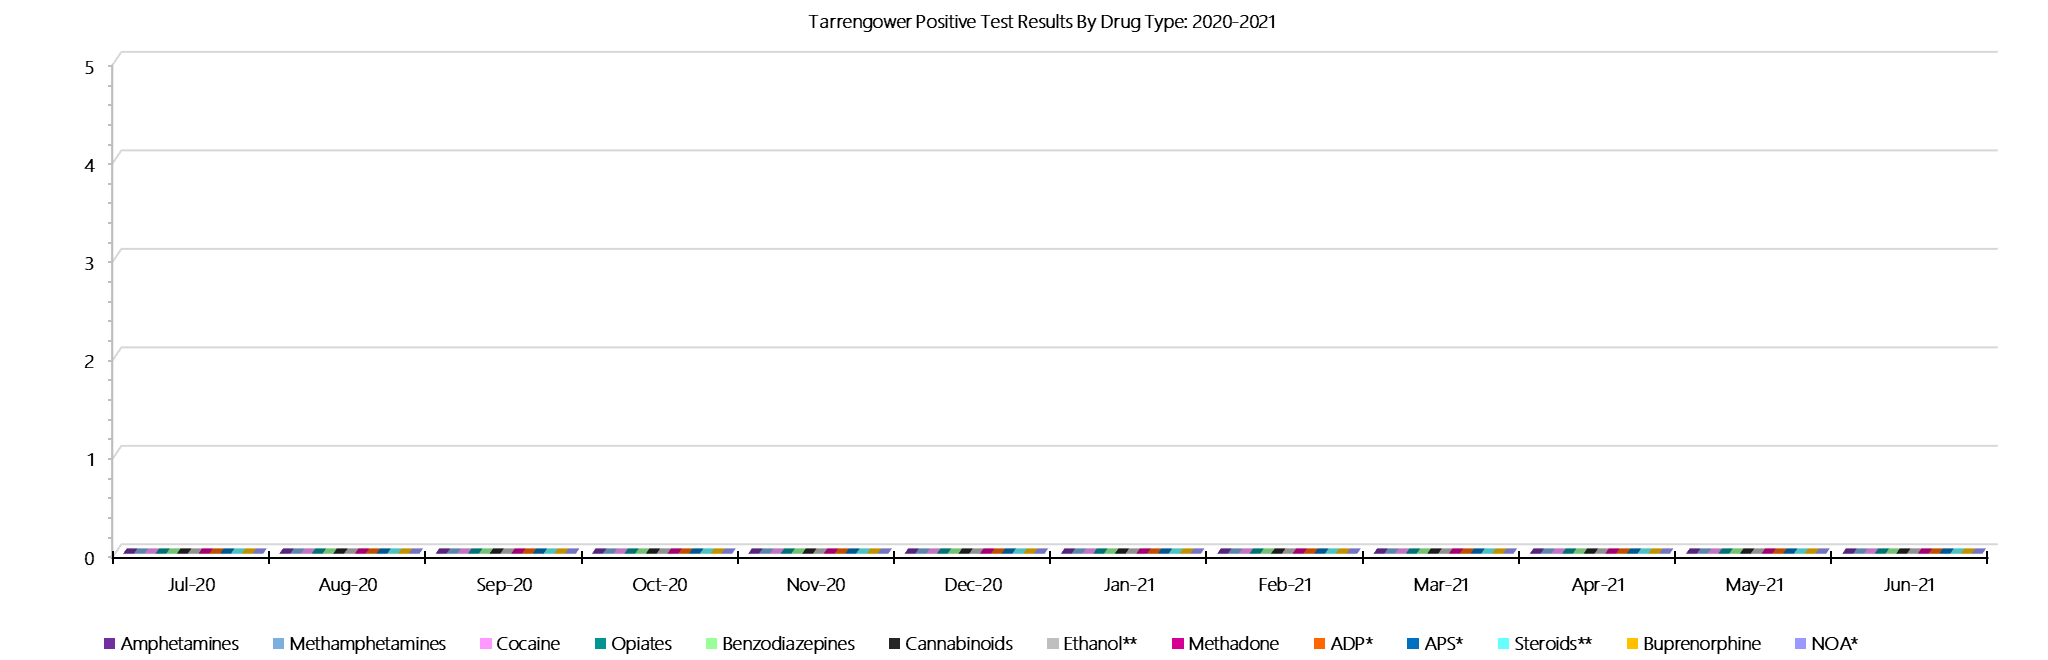 Tarrengower Positive Test Results By Drug Type: 2020-2021
5
4
3
2
1
0
Jul-20 Aug-20 Sep-20 Oct-20 Nov-20 Dec-20 Jan-21 Feb-21 Mar-21 Apr-21 May-21 Jun-21
Amphetamines Methamphetamines Cocaine Opiates Benzodiazepines Cannabinoids Ethanol** Methadone ADP* APS* Steroids** Buprenorphine NOA*